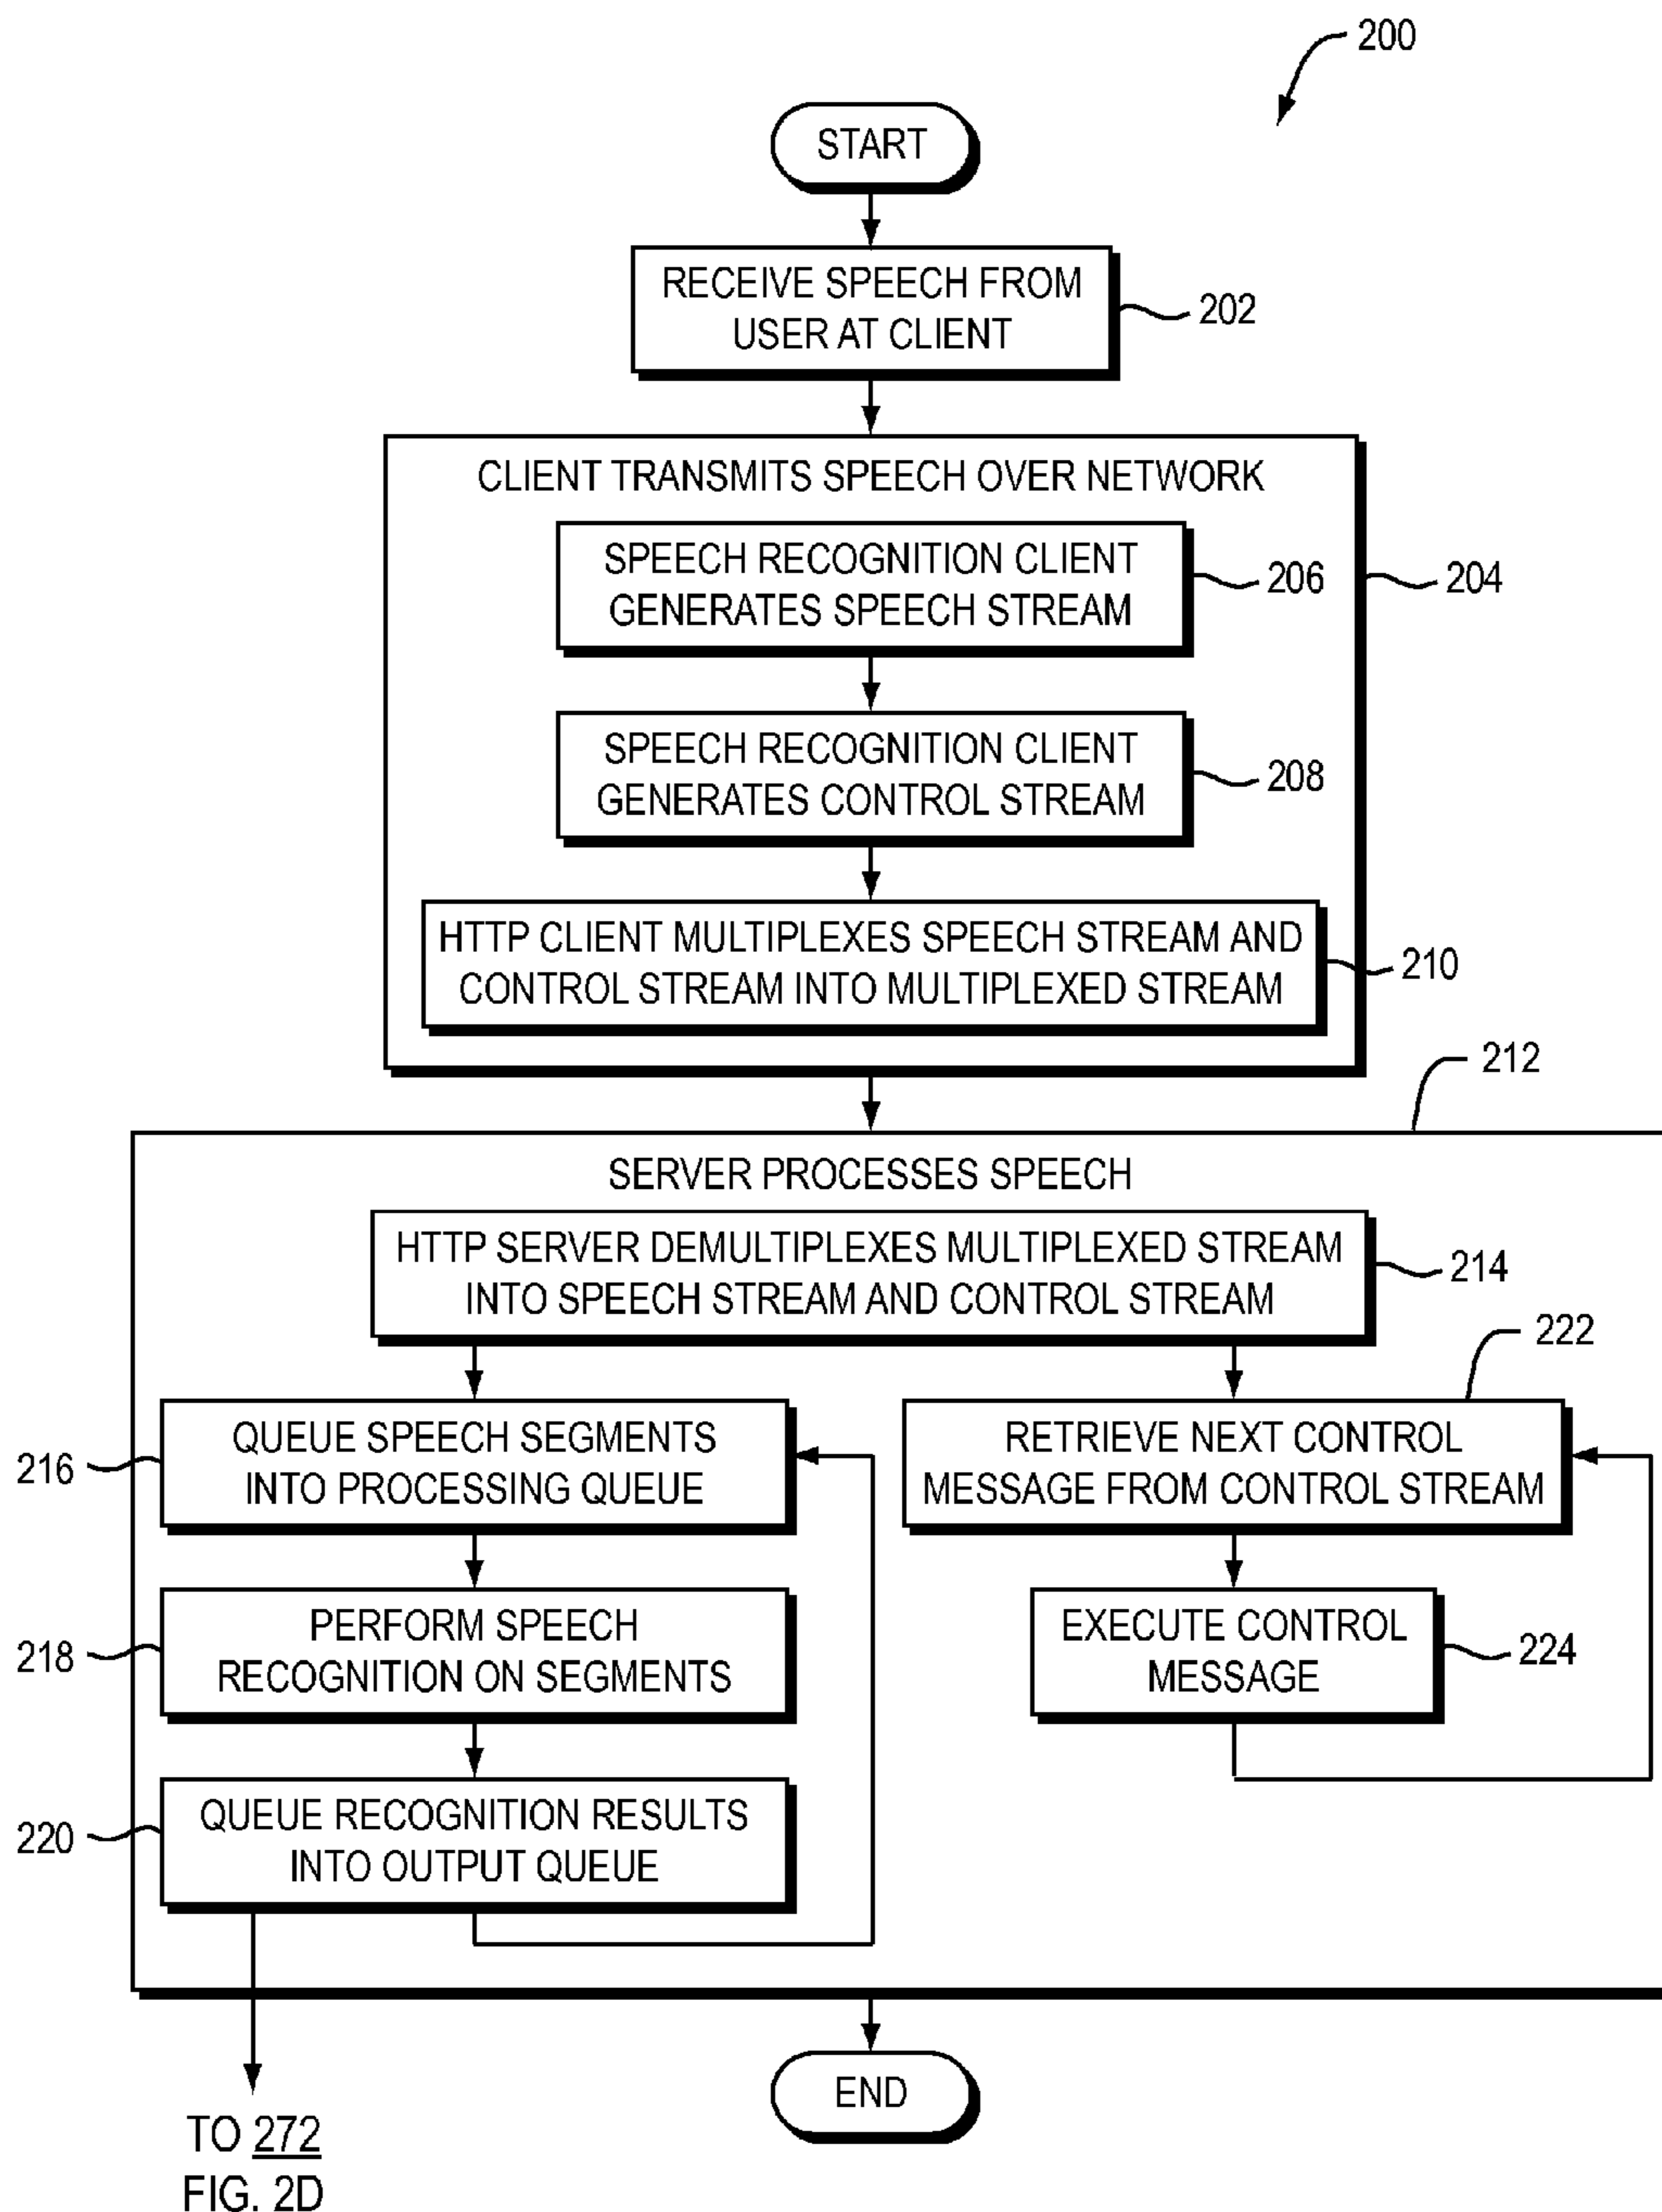 200
START
RECEIVE SPEECH FROM
USER AT CLIENT
202
CLIENT TRANSMITS SPEECH OVER NETWORK
SPEECH RECOGNITION CLIENT
GENERATES SPEECH STREAM
206
204
SPEECH RECOGNITION CLIENT
GENERATES CONTROL STREAM
208
HTTP CLIENT MULTIPLEXES SPEECH STREAM AND
CONTROL STREAM INTO MULTIPLEXED STREAM
210
212
SERVER PROCESSES SPEECH
HTTP SERVER DEMULTIPLEXES MULTIPLEXED STREAM
INTO SPEECH STREAM AND CONTROL STREAM
214
216
QUEUE SPEECH SEGMENTS
INTO PROCESSING QUEUE
222
RETRIEVE NEXT CONTROL
MESSAGE FROM CONTROL STREAM
218
PERFORM SPEECH
RECOGNITION ON SEGMENTS
EXECUTE CONTROL
MESSAGE
224
220
QUEUE RECOGNITION RESULTS
INTO OUTPUT QUEUE
END
TO 272
FIG. 2D